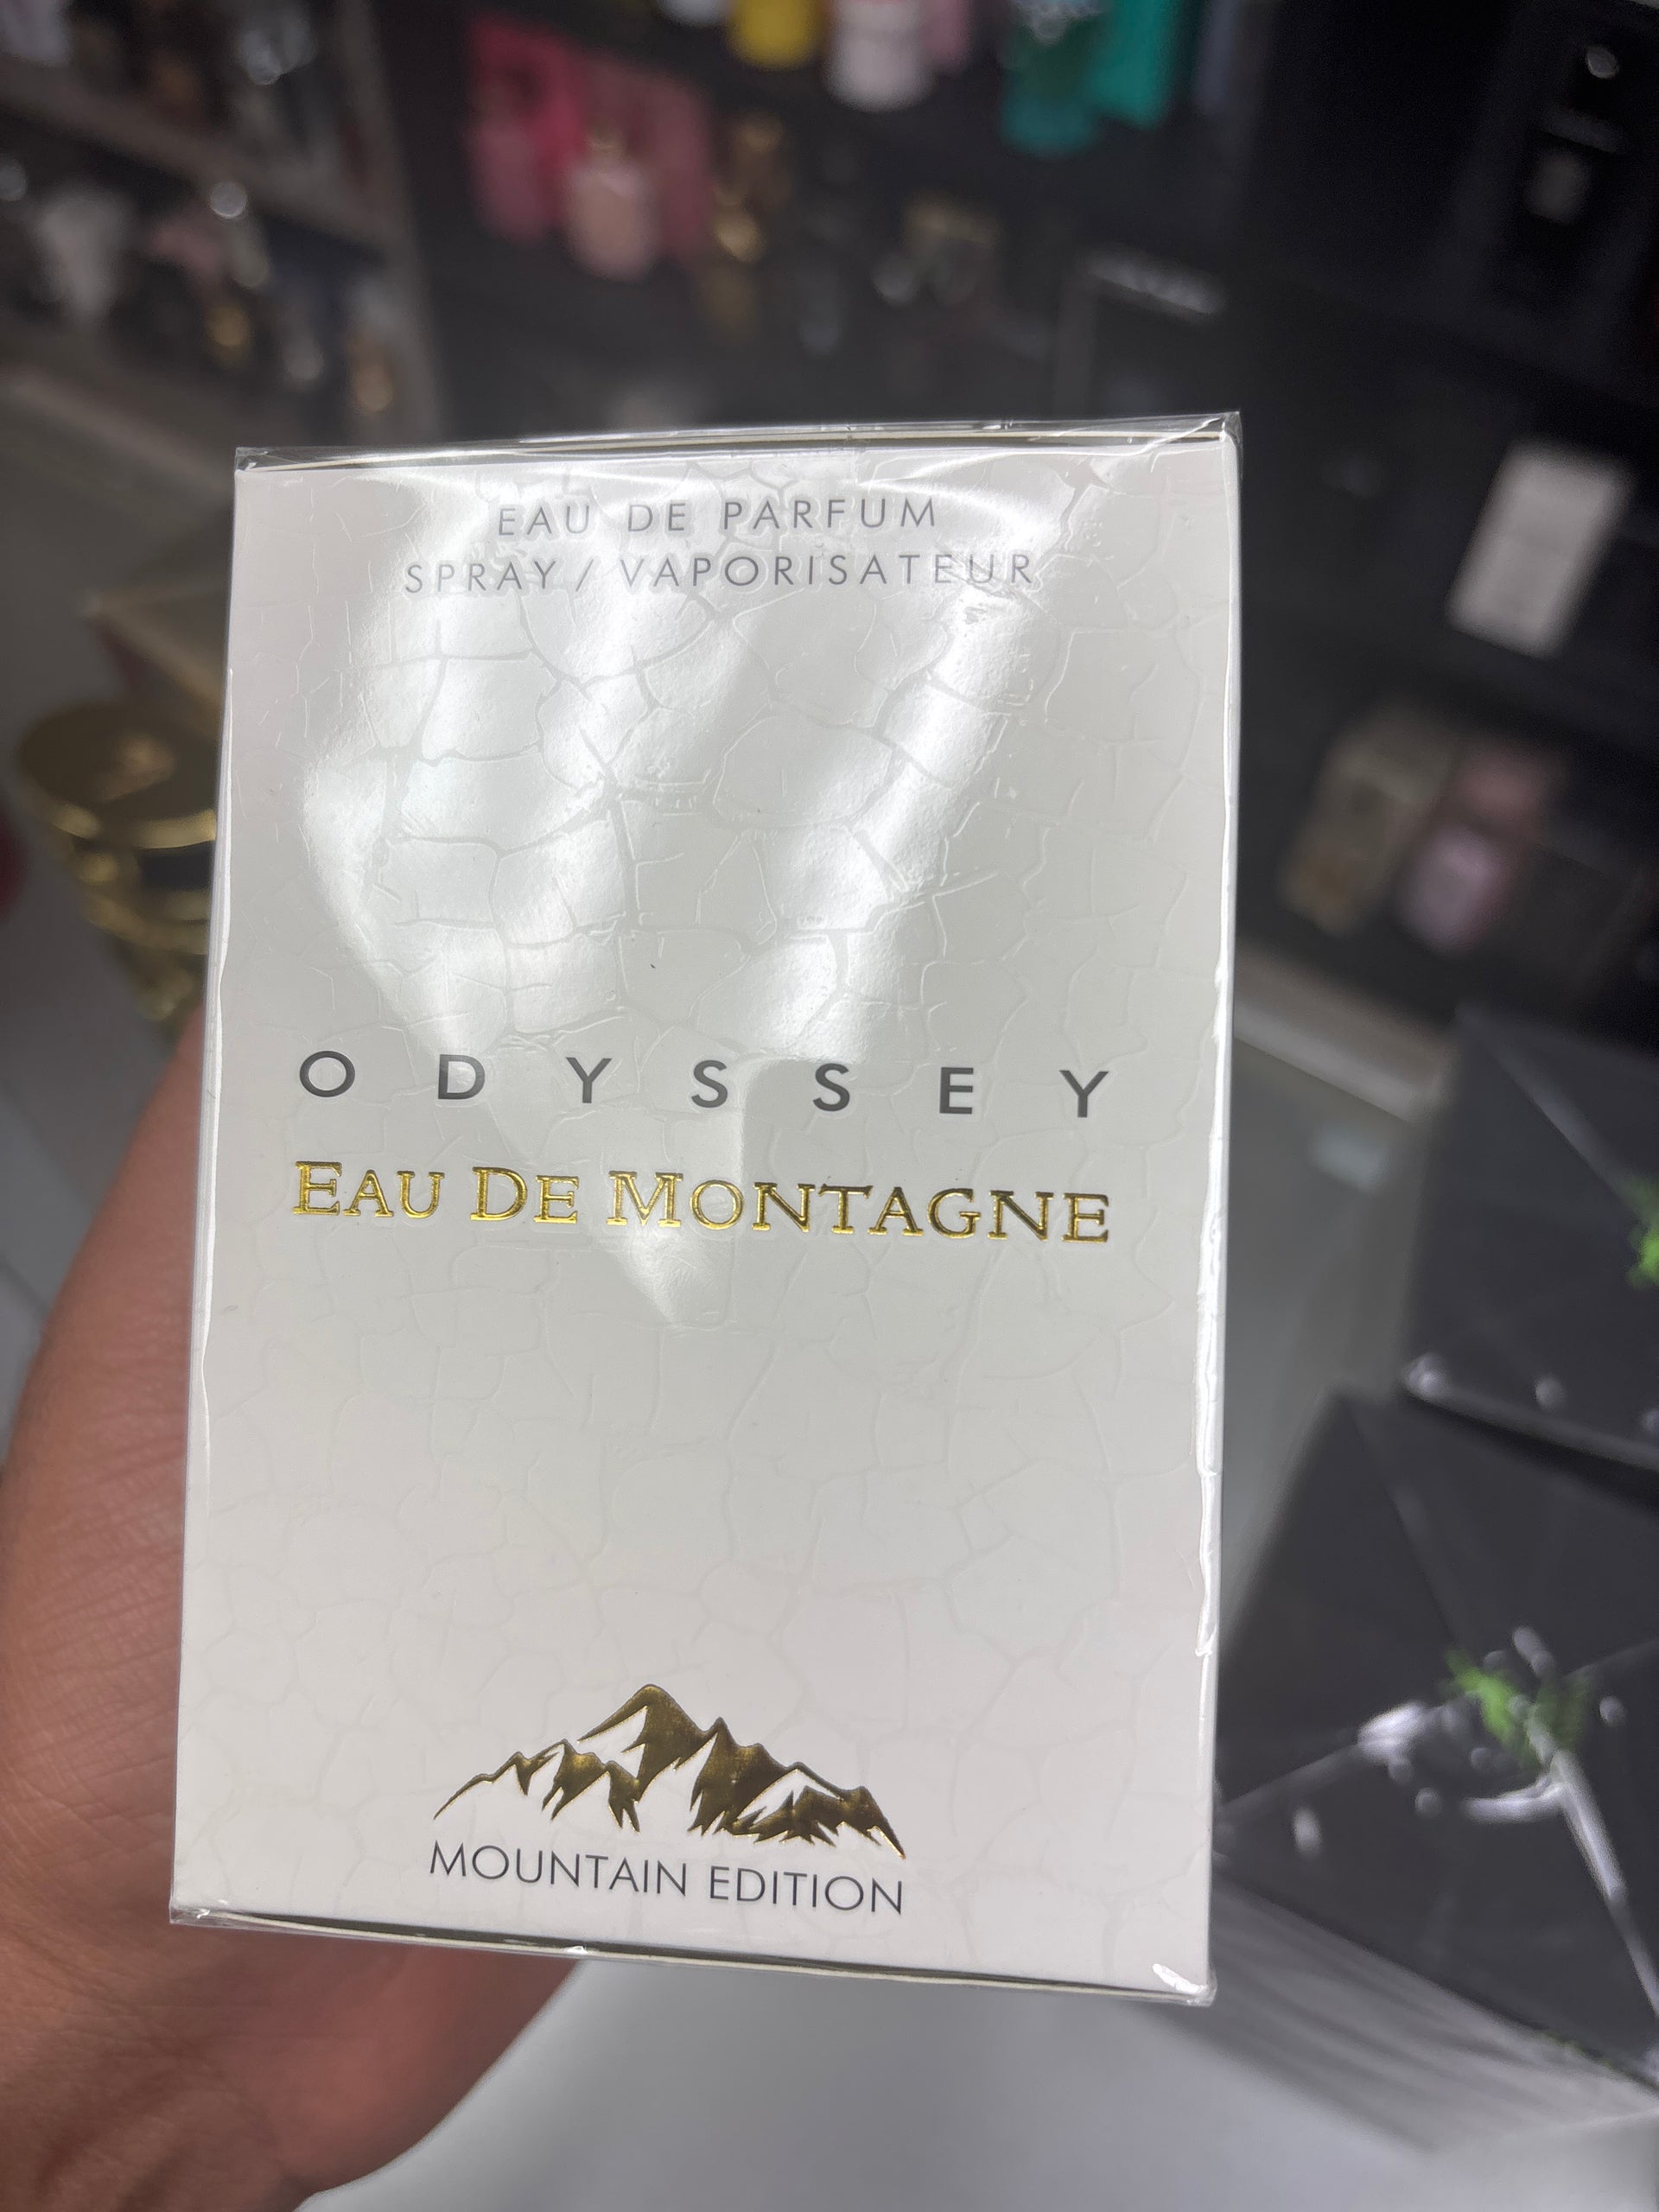 EAU DE PARFUM
SPRAY / VAPORISATEUR
ODYSSEY
EAU DE MONTAGNE
MOUNTAIN EDITION